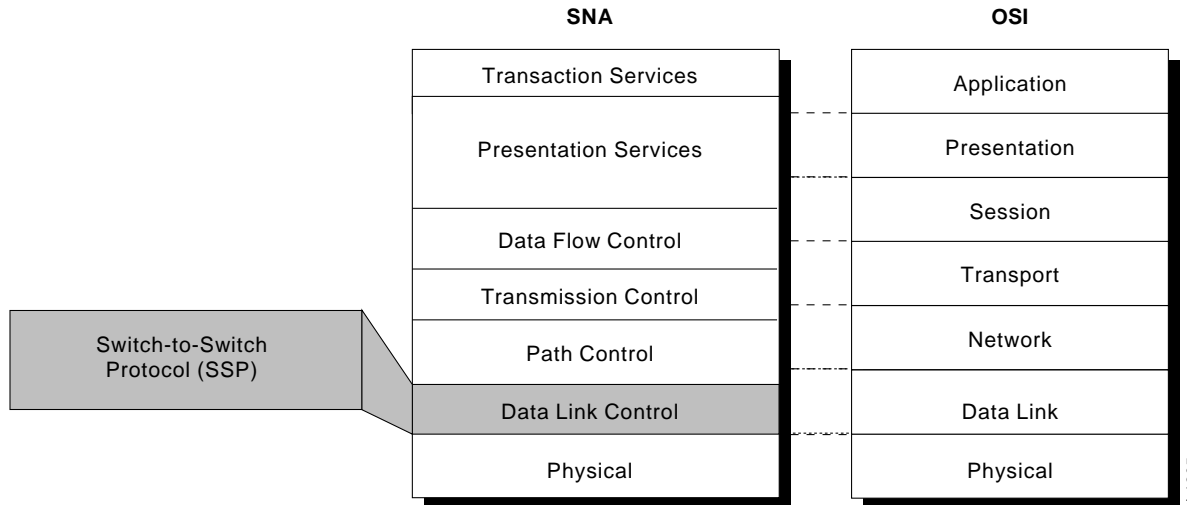 SNA
OSI
Transaction Services
Presentation Services
Data Flow Control
Transmission Control
Path Control
Data Link Control
Physical
Switch-to-Switch
Protocol (SSP)
Application
Presentation
Session
Transport
Network
Data Link
Physical